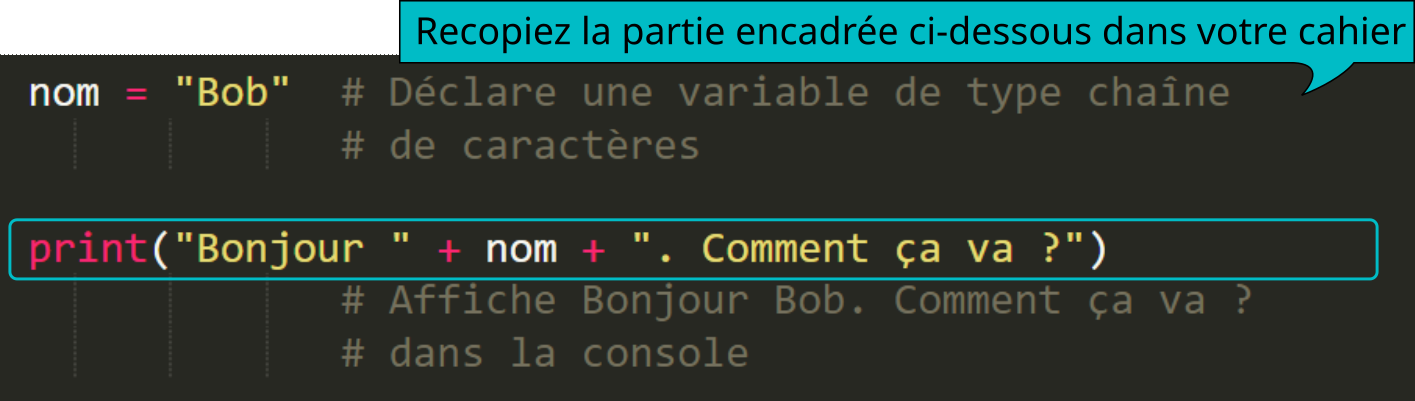 Recopiez la partie encadrée ci-dessous dans votre cahier
nom = "Bob"  # Déclare une variable de type chaîne
# de caractères
print("Bonjour " + nom + ". Comment ça va ?")
# Affiche Bonjour Bob. Comment ça va ?
# dans la console